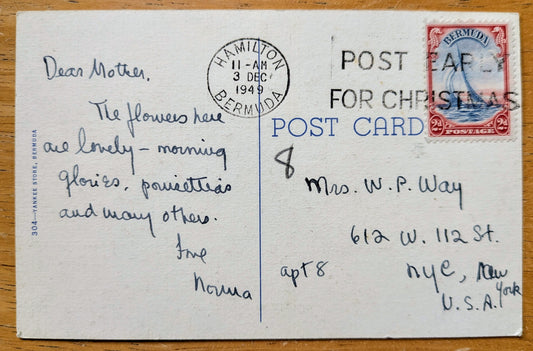 Dear Mother,
The flowers here
are lovely – morning
glories, poinsettias
and many others.
Love
Norma
304—YANKEE STORE, BERMUDA
HAMILTON
11-AM
3 DEC
1949
BERMUDA
POST EARLY
FOR CHRISTMAS
BERMUDA
2d 2d
POSTAGE
POST CARD
8
Mrs. W. P. Way
612 W. 112 St.
apt 8
NYC, New
York
U.S.A.